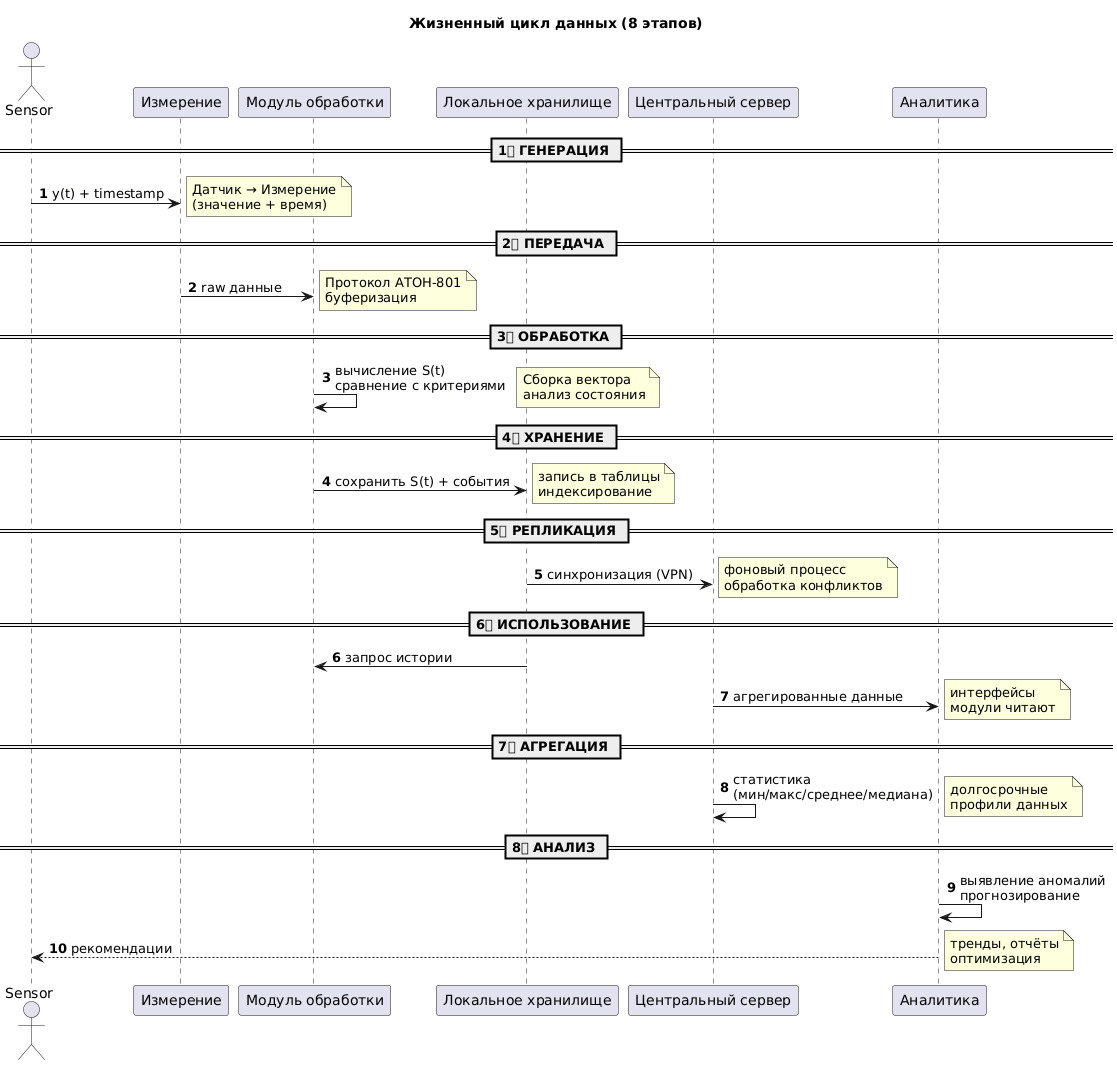 Жизненный цикл данных (8 этапов)
Sensor
Измерение
Модуль обработки
Локальное хранилище
Центральный сервер
Аналитика
1 ГЕНЕРАЦИЯ
1 y(t) + timestamp
Датчик → Измерение
(значение + время)
2 ПЕРЕДАЧА
2 raw данные
Протокол АТОН-801
буферизация
3 ОБРАБОТКА
3 вычисление S(t)
сравнение с критериями
Сборка вектора
анализ состояния
4 ХРАНЕНИЕ
4 сохранить S(t) + события
запись в таблицы
индексирование
5 РЕПЛИКАЦИЯ
5 синхронизация (VPN)
фоновый процесс
обработка конфликтов
6 ИСПОЛЬЗОВАНИЕ
6 запрос истории
7 агрегированные данные
интерфейсы
модули читают
7 АГРЕГАЦИЯ
8 статистика
(мин/макс/среднее/медиана)
долгосрочные
профили данных
8 АНАЛИЗ
9 выявление аномалий
прогнозирование
10 рекомендации
тренды, отчёты
оптимизация
Sensor
Измерение
Модуль обработки
Локальное хранилище
Центральный сервер
Аналитика